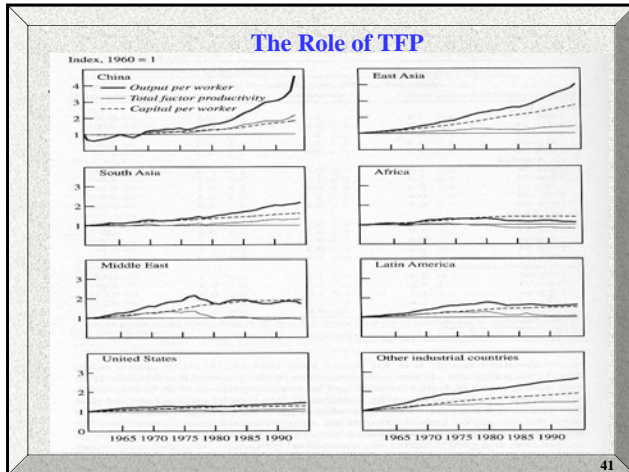 The Role of TFP
Index, 1960 = 1
China
Output per worker
Total factor productivity
Capital per worker
4
3
2
1
East Asia
South Asia
3
2
1
Africa
Middle East
3
2
1
Latin America
United States
3
2
1
0
1965 1970 1975 1980 1985 1990
Other industrial countries
1965 1970 1975 1980 1985 1990
41